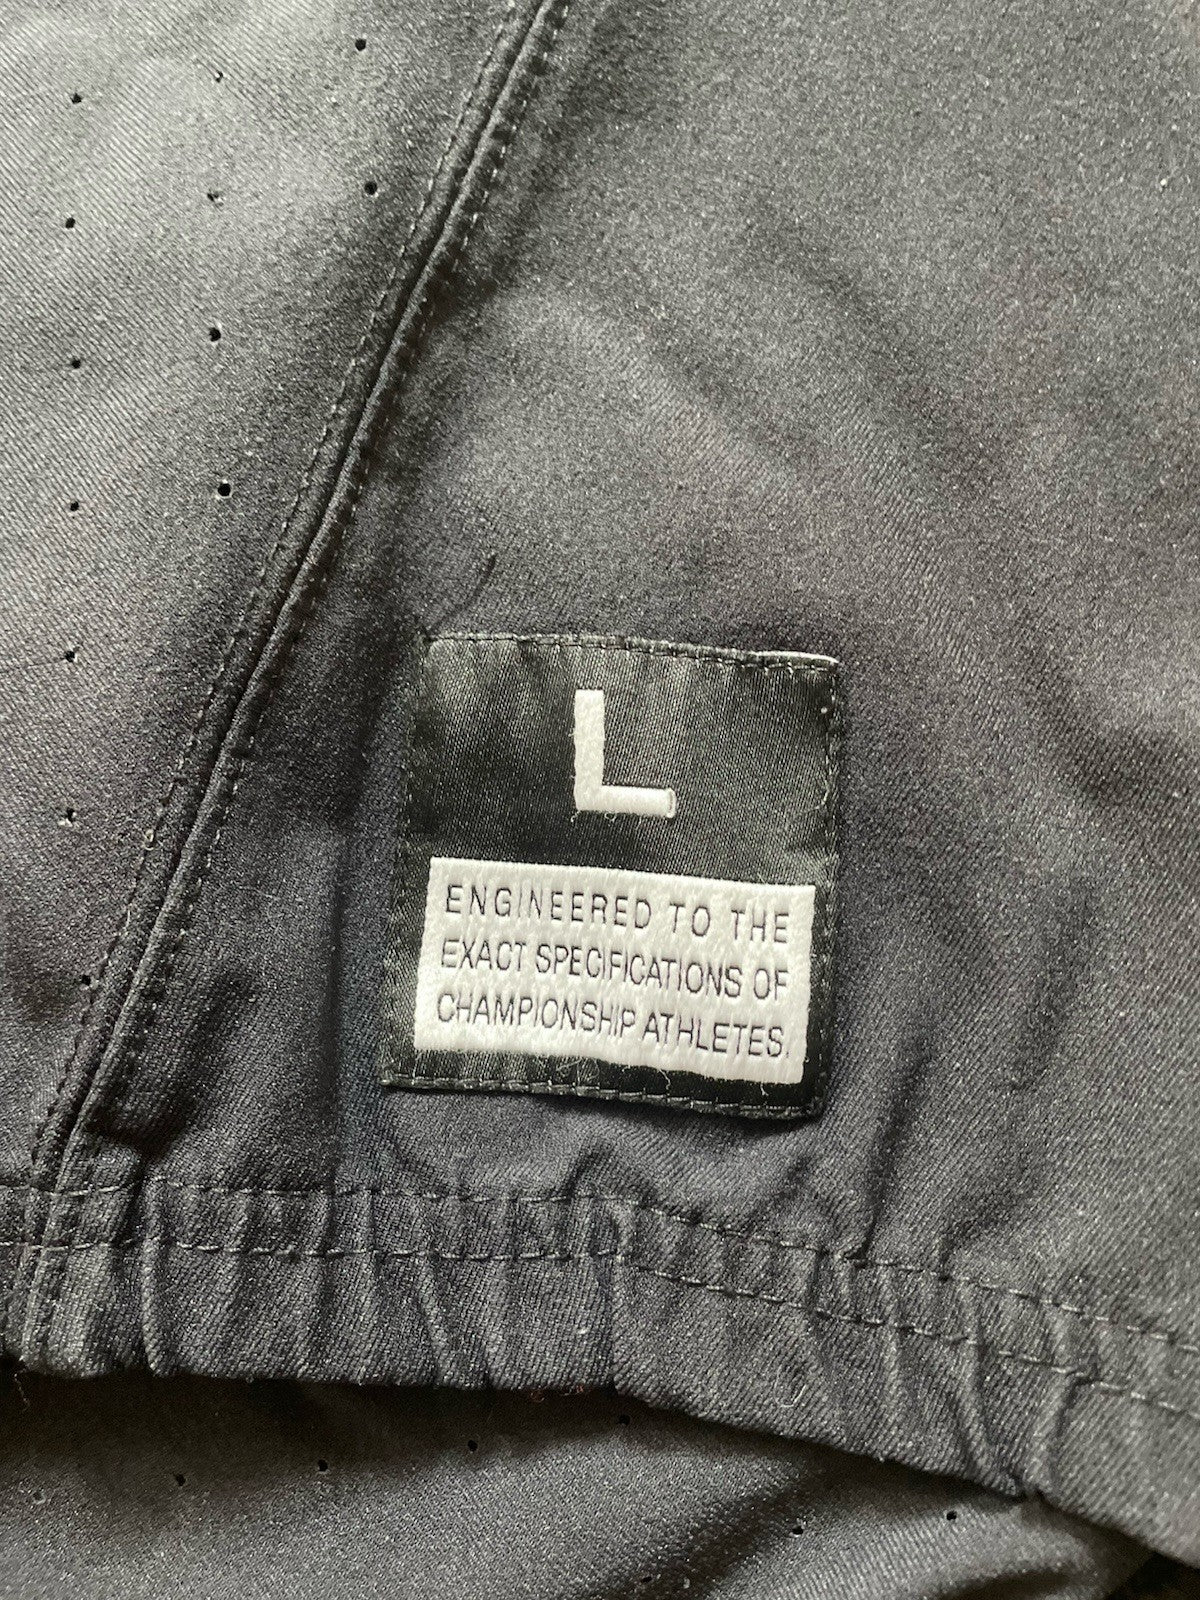 L
ENGINEERED TO THE
EXACT SPECIFICATIONS OF
CHAMPIONSHIP ATHLETES.